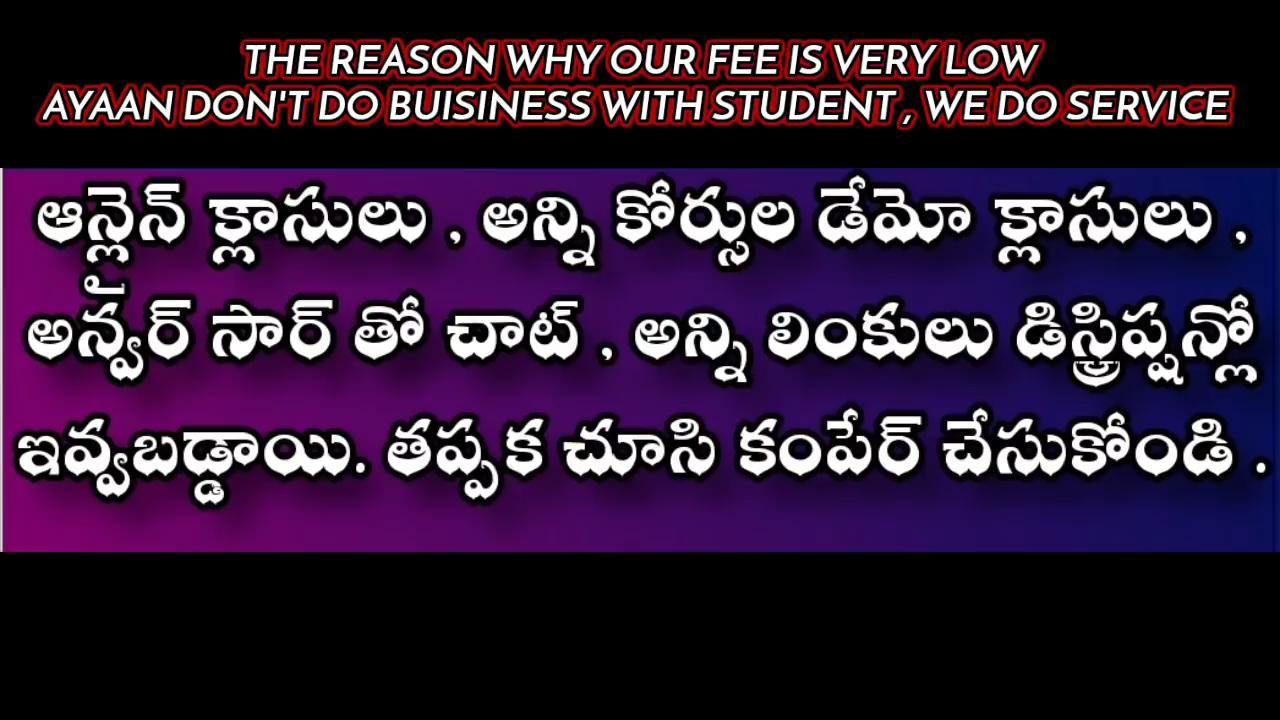 THE REASON WHY OUR FEE IS VERY LOW
AYAAN DON'T DO BUISINESS WITH STUDENT , WE DO SERVICE
ఆన్లైన్ క్లాసులు , అన్ని కోర్సుల డేమో క్లాసులు ,
అన్వర్ సార్ తో చాట్ , అన్ని లింకులు డిస్క్రిప్షన్లో
ఇవ్వబడ్డాయి. తప్పక చూసి కంపేర్ చేసుకోండి .